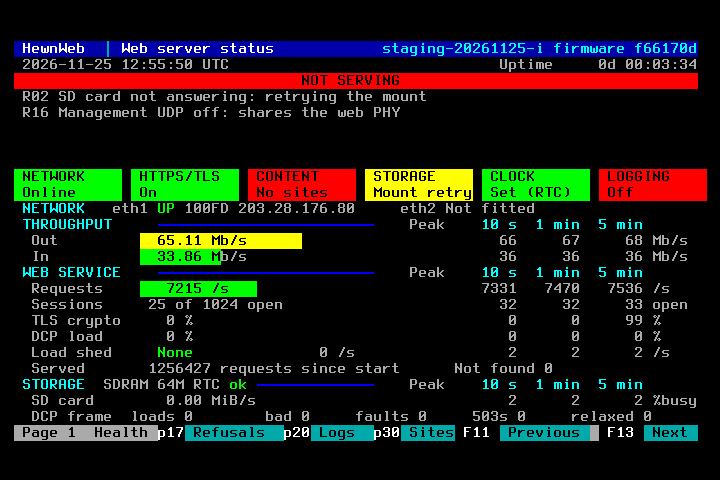 HewnWeb | Web server status staging-20261125-i firmware f66170d
2026-11-25 12:55:50 UTC Uptime 0d 00:03:34
NOT SERVING
R02 SD card not answering: retrying the mount
R16 Management UDP off: shares the web PHY
NETWORK HTTPS/TLS CONTENT STORAGE CLOCK LOGGING
Online On No sites Mount retry Set (RTC) Off
NETWORK eth1 UP 100FD 203.28.176.80 eth2 Not fitted
THROUGHPUT Peak 10 s 1 min 5 min
Out 65.11 Mb/s 66 67 68 Mb/s
In 33.86 Mb/s 36 36 36 Mb/s
WEB SERVICE Peak 10 s 1 min 5 min
Requests 7215 /s 7331 7470 7536 /s
Sessions 25 of 1024 open 32 32 33 open
TLS crypto 0 % 0 0 99 %
DCP load 0 % 0 0 0 %
Load shed None 0 /s 2 2 2 /s
Served 1256427 requests since start Not found 0
STORAGE SDRAM 64M RTC ok Peak 10 s 1 min 5 min
SD card 0.00 MiB/s 2 2 2 %busy
DCP frame loads 0 bad 0 faults 0 503s 0 relaxed 0
Page 1 Health p17 Refusals p20 Logs p30 Sites F11 Previous F13 Next